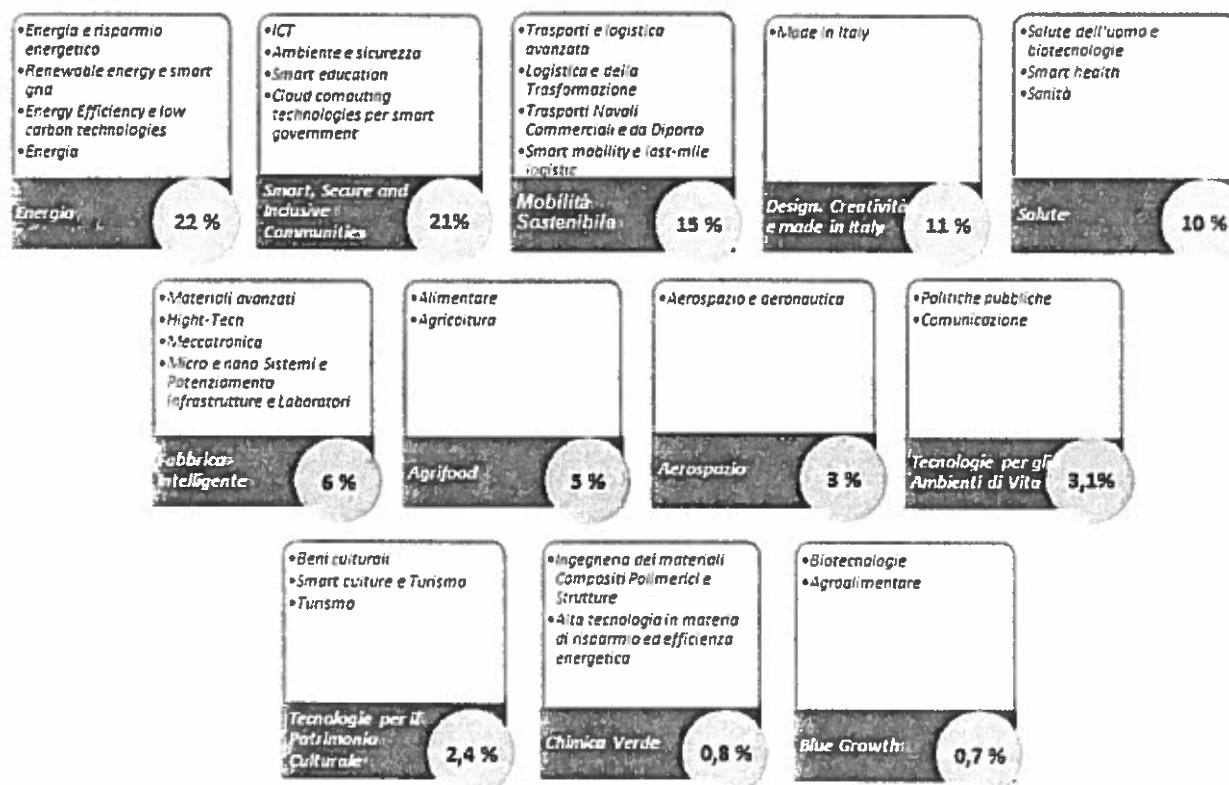 •Energia e risparmio
energetico
•Renewable energy e smart
grid
•Energy Efficiency e low
carbon technologies
•Energia
Energia
22 %
•ICT
•Ambiente e sicurezza
•Smart education
•Cloud computing
technologies per smart
government
Smart, Secure and
Inclusive
Communities
21%
•Trasporti e logistica
avanzata
•Logistica e della
Trasformazione
•Trasporti Navali
Commerciali e da Diporto
•Smart mobility e last-mile
logistic
Mobilità
Sostenibile
15 %
•Made in Italy
Design, Creatività
e made in Italy
11 %
•Salute dell'uomo e
biotecnologie
•Smart health
•Sanità
Salute
10 %
•Materiali avanzati
•Hight-Tech
•Meccatronica
•Micro e nano Sistemi e
Potenziamento
Infrastrutture e Laboratori
Fabbrica
Intelligente
6 %
•Alimentare
•Agricoltura
Agrifood
5 %
•Aerospazio e aeronautica
Aerospazio
3 %
•Politiche pubbliche
•Comunicazione
Tecnologie per gli
Ambienti di Vita
3,1%
•Beni culturali
•Smart culture e Turismo
•Turismo
Tecnologie per il
Patrimonio
Culturale
2,4 %
•Ingegneria dei materiali
Compositi Polimerici e
Strutture
•Alta tecnologia in materia
di risparmio ed efficienza
energetica
Chimica Verde
0,8 %
•Biotecnologie
•Agroalimentare
Blue Growth
0,7 %